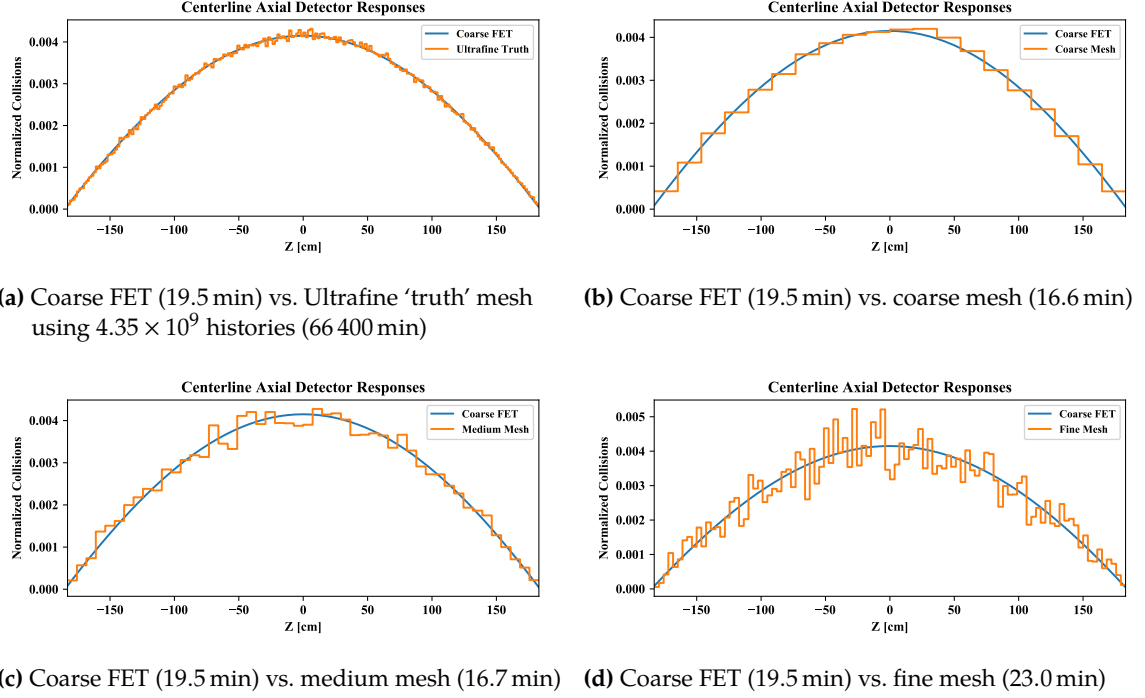 Centerline Axial Detector Responses
Normalized Collisions
0.004
0.003
0.002
0.001
0.000
Coarse FET
Ultrafine Truth
−150 −100 −50 0 50 100 150
Z [cm]
(a) Coarse FET (19.5 min) vs. Ultrafine ‘truth’ mesh
using 4.35 × 10⁹ histories (66 400 min)
Centerline Axial Detector Responses
Normalized Collisions
0.004
0.003
0.002
0.001
0.000
Coarse FET
Coarse Mesh
−150 −100 −50 0 50 100 150
Z [cm]
(b) Coarse FET (19.5 min) vs. coarse mesh (16.6 min)
Centerline Axial Detector Responses
Normalized Collisions
0.004
0.003
0.002
0.001
0.000
Coarse FET
Medium Mesh
−150 −100 −50 0 50 100 150
Z [cm]
(c) Coarse FET (19.5 min) vs. medium mesh (16.7 min)
Centerline Axial Detector Responses
Normalized Collisions
0.005
0.004
0.003
0.002
0.001
0.000
Coarse FET
Fine Mesh
−150 −100 −50 0 50 100 150
Z [cm]
(d) Coarse FET (19.5 min) vs. fine mesh (23.0 min)